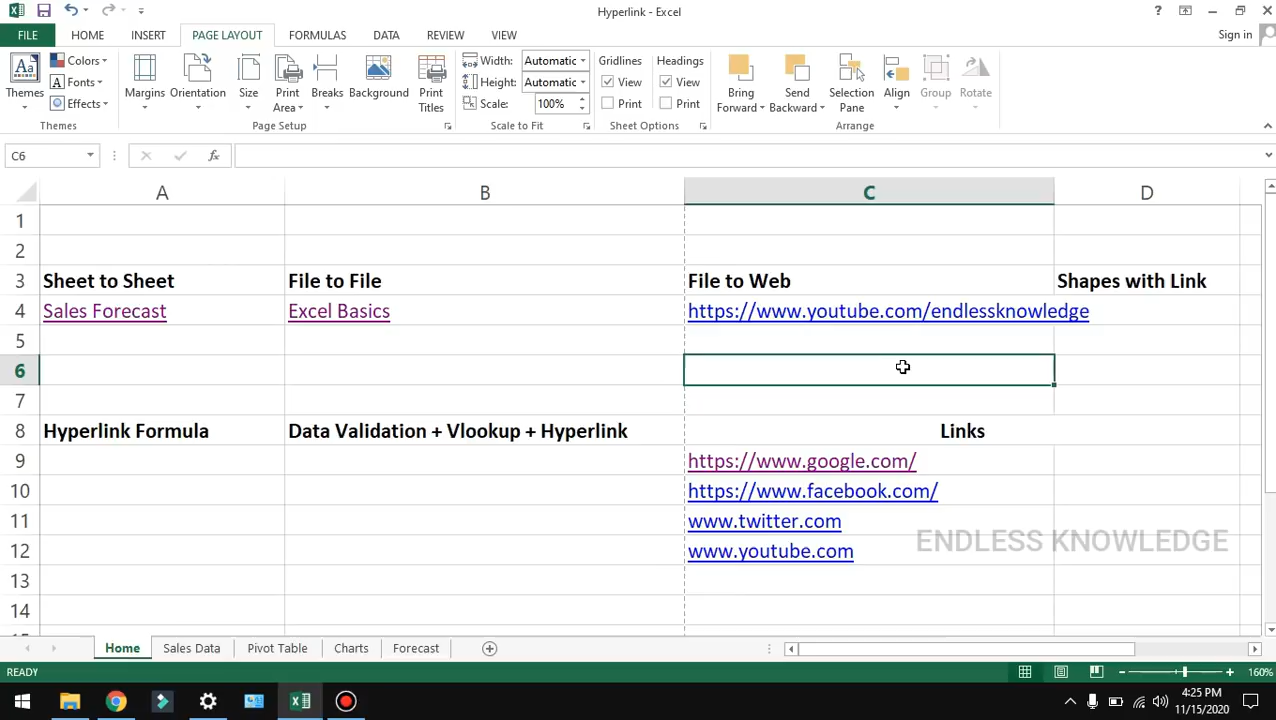 Hyperlink - Excel
?
FILE HOME INSERT PAGE LAYOUT FORMULAS DATA REVIEW VIEW Sign in
Aa Themes Colors Fonts Effects
Margins Orientation Size Print Area Breaks Background Print Titles
Width: Automatic
Height: Automatic
Scale: 100%
Gridlines Headings
View View
Print Print
Bring Forward Send Backward Selection Pane Align Group Rotate
Themes Page Setup Scale to Fit Sheet Options Arrange
C6 fx
A B C D
1
2
3 Sheet to Sheet File to File File to Web Shapes with Link
4 Sales Forecast Excel Basics https://www.youtube.com/endlessknowledge
5
6
7
8 Hyperlink Formula Data Validation + Vlookup + Hyperlink Links
9 https://www.google.com/
10 https://www.facebook.com/
11 www.twitter.com
ENDLESS KNOWLEDGE
12 www.youtube.com
13
14
Home Sales Data Pivot Table Charts Forecast
READY 160%
4:25 PM
11/15/2020